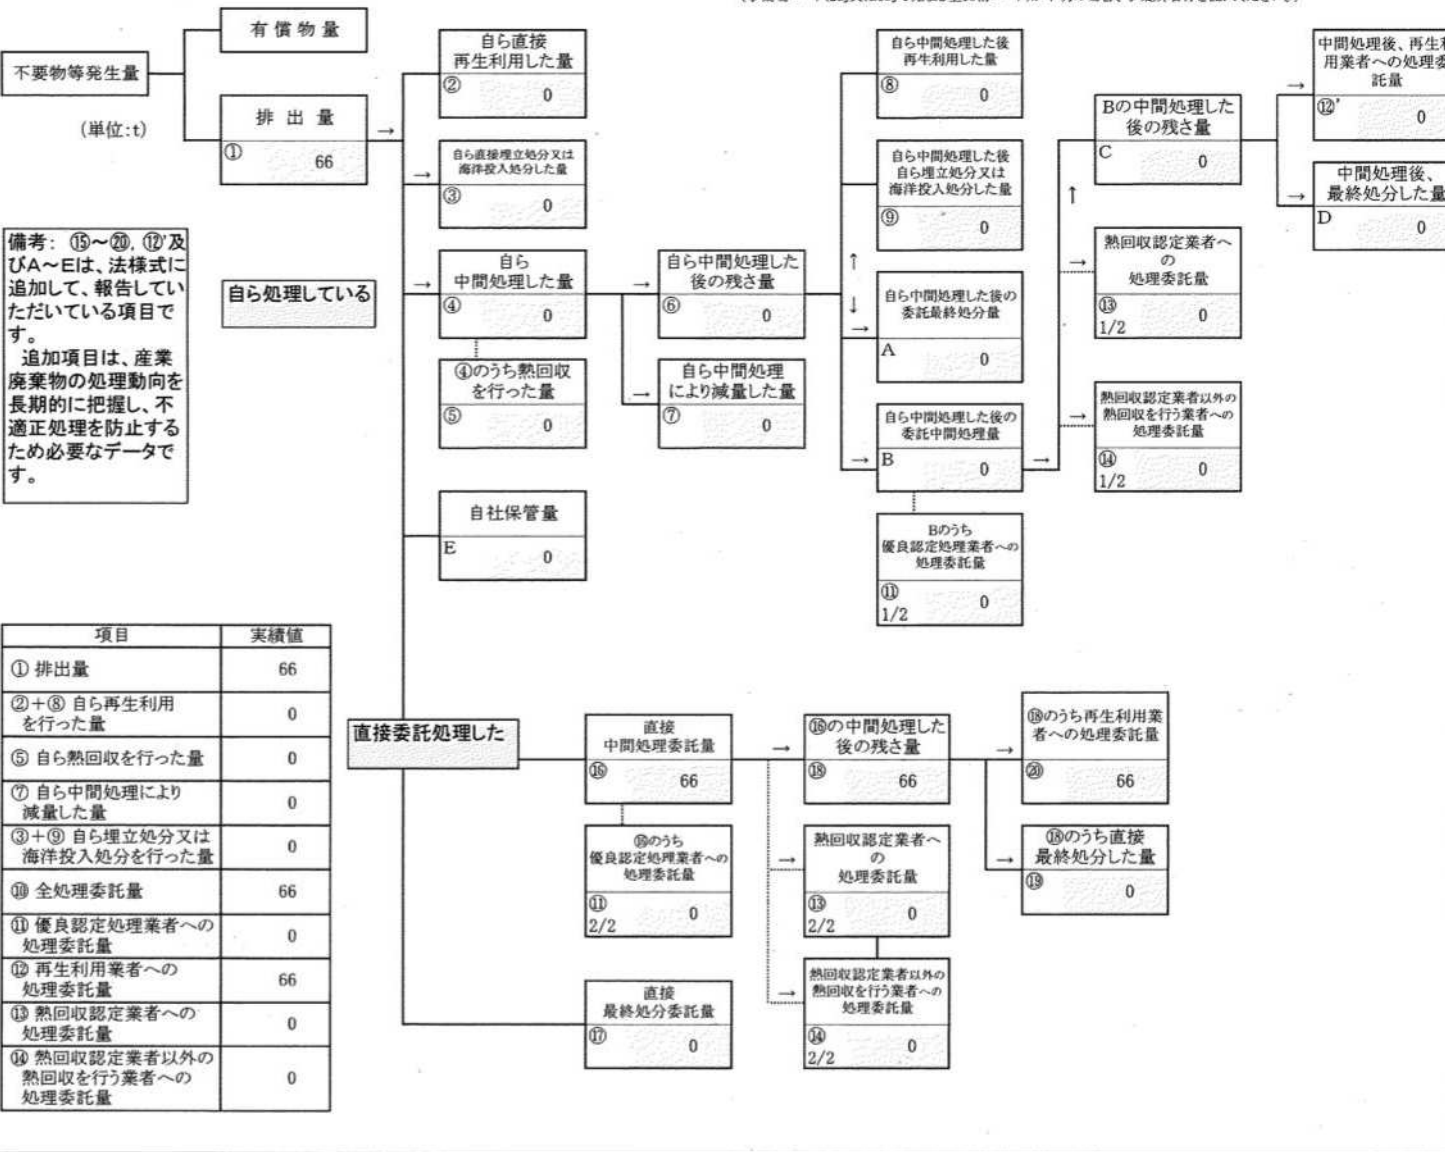 有償物量
不要物等発生量
(単位:t)
排出量
①
66
→
自ら直接
再生利用した量
②
0
→
自ら直接埋立処分又は
海洋投入処分した量
③
0
備考: ⑮～⑳, ⑫'及
びA～Eは、法様式に
追加して、報告してい
ただいている項目で
す。
追加項目は、産業
廃棄物の処理動向を
長期的に把握し、不
適正処理を防止する
ため必要なデータで
す。
自ら処理している
→
自ら
中間処理した量
④
0
④のうち熱回収
を行った量
⑤
0
→
自ら中間処理した
後の残さ量
⑥
0
→
自ら中間処理
により減量した量
⑦
0
自社保管量
E
0
自ら中間処理した後
再生利用した量
⑧
0
自ら中間処理した後
自ら埋立処分又は
海洋投入処分した量
⑨
0
↑
↓
→
自ら中間処理した後の
委託最終処分量
A
0
→
自ら中間処理した後の
委託中間処理量
B
0
→
Bのうち
優良認定処理業者への
処理委託量
⑪
1/2
0
Bの中間処理した
後の残さ量
C
0
↑
→
熱回収認定業者へ
の
処理委託量
⑬
1/2
0
→
熱回収認定業者以外の
熱回収を行う業者への
処理委託量
⑭
1/2
0
→
中間処理後、再生利
用業者への処理委
託量
⑫'
0
→
中間処理後、
最終処分した量
D
0
項目 実績値
① 排出量 66
②+⑧ 自ら再生利用
を行った量 0
⑤ 自ら熱回収を行った量 0
⑦ 自ら中間処理により
減量した量 0
③+⑨ 自ら埋立処分又は
海洋投入処分を行った量 0
⑩ 全処理委託量 66
⑪ 優良認定処理業者への
処理委託量 0
⑫ 再生利用業者への
処理委託量 66
⑬ 熱回収認定業者への
処理委託量 0
⑭ 熱回収認定業者以外の
熱回収を行う業者への
処理委託量 0
直接委託処理した
直接
中間処理委託量
⑯
66
→
⑯のうち
優良認定処理業者への
処理委託量
⑪
2/2
0
直接
最終処分委託量
⑰
0
⑯の中間処理した
後の残さ量
⑱
66
→
熱回収認定業者へ
の
処理委託量
⑬
2/2
0
→
熱回収認定業者以外の
熱回収を行う業者への
処理委託量
⑭
2/2
0
→
⑱のうち再生利用業
者への処理委託量
⑳
66
→
⑱のうち直接
最終処分した量
⑲
0